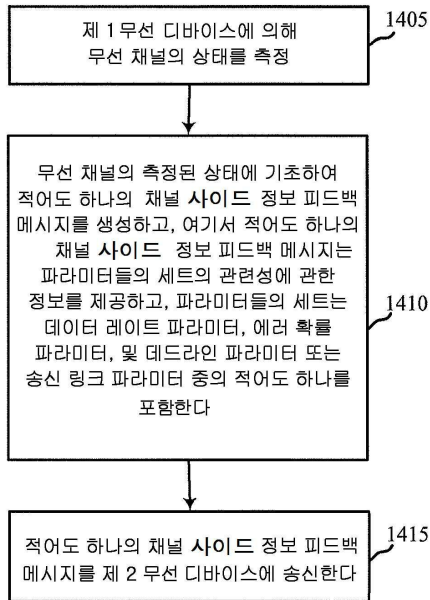 제 1 무선 디바이스에 의해
무선 채널의 상태를 측정
1405
무선 채널의 측정된 상태에 기초하여
적어도 하나의 채널 사이드 정보 피드백
메시지를 생성하고, 여기서 적어도 하나의
채널 사이드 정보 피드백 메시지는
파라미터들의 세트의 관련성에 관한
정보를 제공하고, 파라미터들의 세트는
데이터 레이트 파라미터, 에러 확률
파라미터, 및 데드라인 파라미터 또는
송신 링크 파라미터 중의 적어도 하나를
포함한다
1410
적어도 하나의 채널 사이드 정보 피드백
메시지를 제 2 무선 디바이스에 송신한다
1415